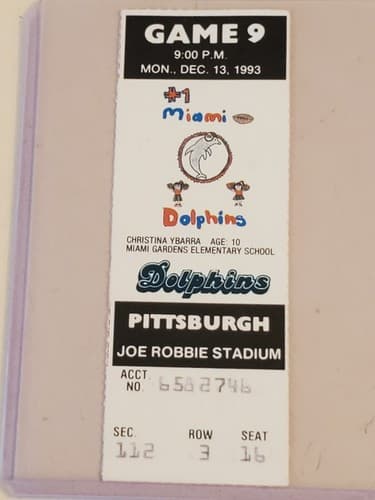 GAME 9
9:00 P.M.
MON., DEC. 13, 1993
#1
Miami
Dolphins
CHRISTINA YBARRA AGE: 10
MIAMI GARDENS ELEMENTARY SCHOOL
Dolphins
PITTSBURGH
JOE ROBBIE STADIUM
ACCT.
NO. 6582746
SEC. ROW SEAT
112 3 16